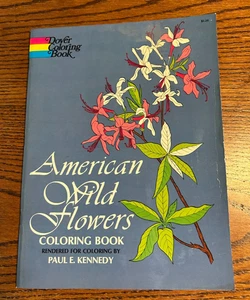 Dover
Coloring
Book
American
Wild
Flowers
COLORING BOOK
RENDERED FOR COLORING BY
PAUL E. KENNEDY